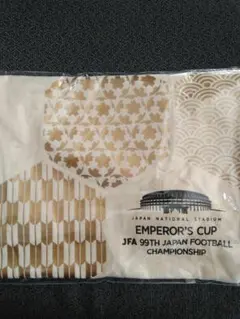 JAPAN NATIONAL STADIUM
EMPEROR'S CUP
JFA 99TH JAPAN FOOTBALL
CHAMPIONSHIP